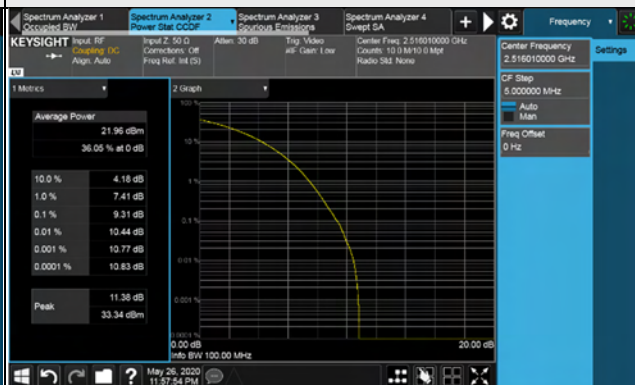 Spectrum Analyzer 1
Occupied BW
Spectrum Analyzer 2
Power Stat CCDF
Spectrum Analyzer 3
Spurious Emissions
Spectrum Analyzer 4
Swept SA
Frequency
KEYSIGHT
Input: RF
Coupling: DC
Align: Auto
Input Z: 50 Ω
Corrections: Off
Freq Ref: Int (S)
Atten: 30 dB
Trig: Video
#IF Gain: Low
Center Freq: 2.516010000 GHz
Counts: 10.0 M/10.0 Mpt
Radio Std: None
LW
Center Frequency
2.516010000 GHz
Settings
CF Step
5.000000 MHz
Auto
Man
Freq Offset
0 Hz
1 Metrics
2 Graph
Average Power
21.96 dBm
36.05 % at 0 dB
10.0 % 4.18 dB
1.0 % 7.41 dB
0.1 % 9.31 dB
0.01 % 10.44 dB
0.001 % 10.77 dB
0.0001 % 10.83 dB
Peak
11.38 dB
33.34 dBm
100 %
10 %
1 %
0.1 %
0.01 %
0.001 %
0.0001 %
0.00 dB
20.00 dB
Info BW 100.00 MHz
?
May 26, 2020
11:57:54 PM